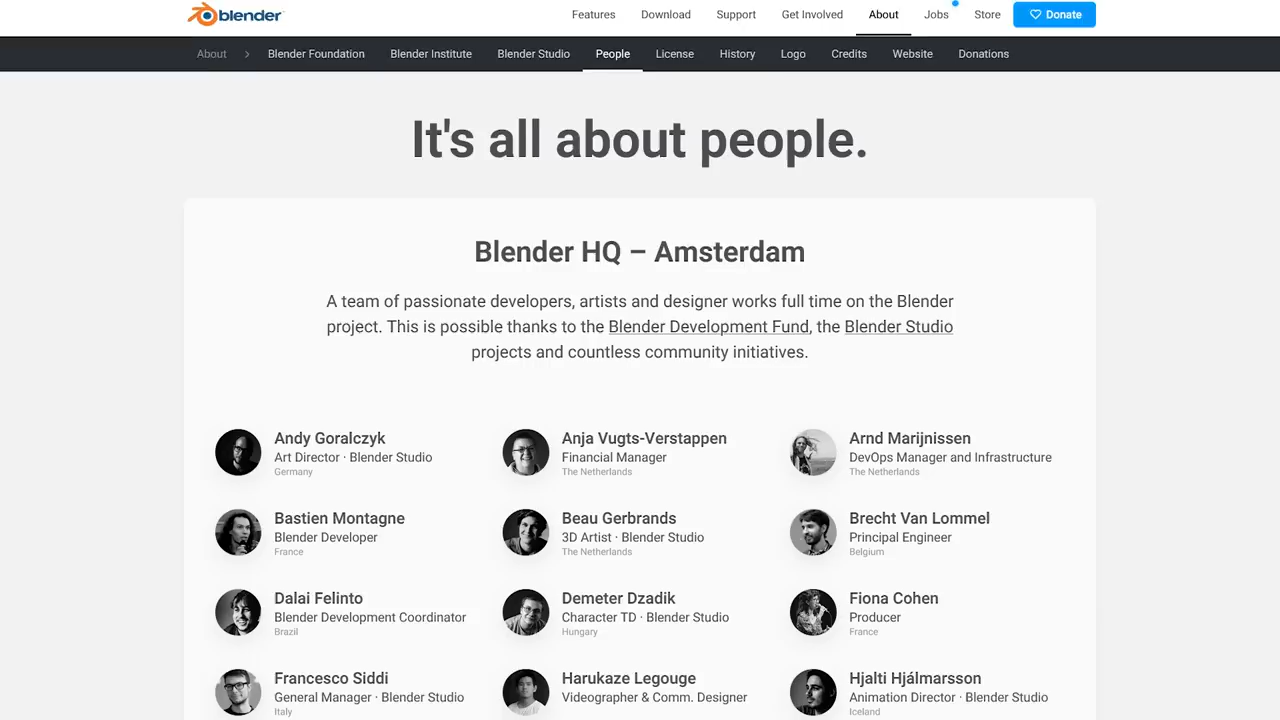 blender
Features
Download
Support
Get Involved
About
Jobs
Store
Donate
About
Blender Foundation
Blender Institute
Blender Studio
People
License
History
Logo
Credits
Website
Donations
It's all about people.
Blender HQ – Amsterdam
A team of passionate developers, artists and designer works full time on the Blender
project. This is possible thanks to the Blender Development Fund, the Blender Studio
projects and countless community initiatives.
Andy Goralczyk
Art Director · Blender Studio
Germany
Anja Vugts-Verstappen
Financial Manager
The Netherlands
Arnd Marijnissen
DevOps Manager and Infrastructure
The Netherlands
Bastien Montagne
Blender Developer
France
Beau Gerbrands
3D Artist · Blender Studio
The Netherlands
Brecht Van Lommel
Principal Engineer
Belgium
Dalai Felinto
Blender Development Coordinator
Brazil
Demeter Dzadik
Character TD · Blender Studio
Hungary
Fiona Cohen
Producer
France
Francesco Siddi
General Manager · Blender Studio
Italy
Harukaze Legouge
Videographer & Comm. Designer
Hjalti Hjálmarsson
Animation Director · Blender Studio
Iceland